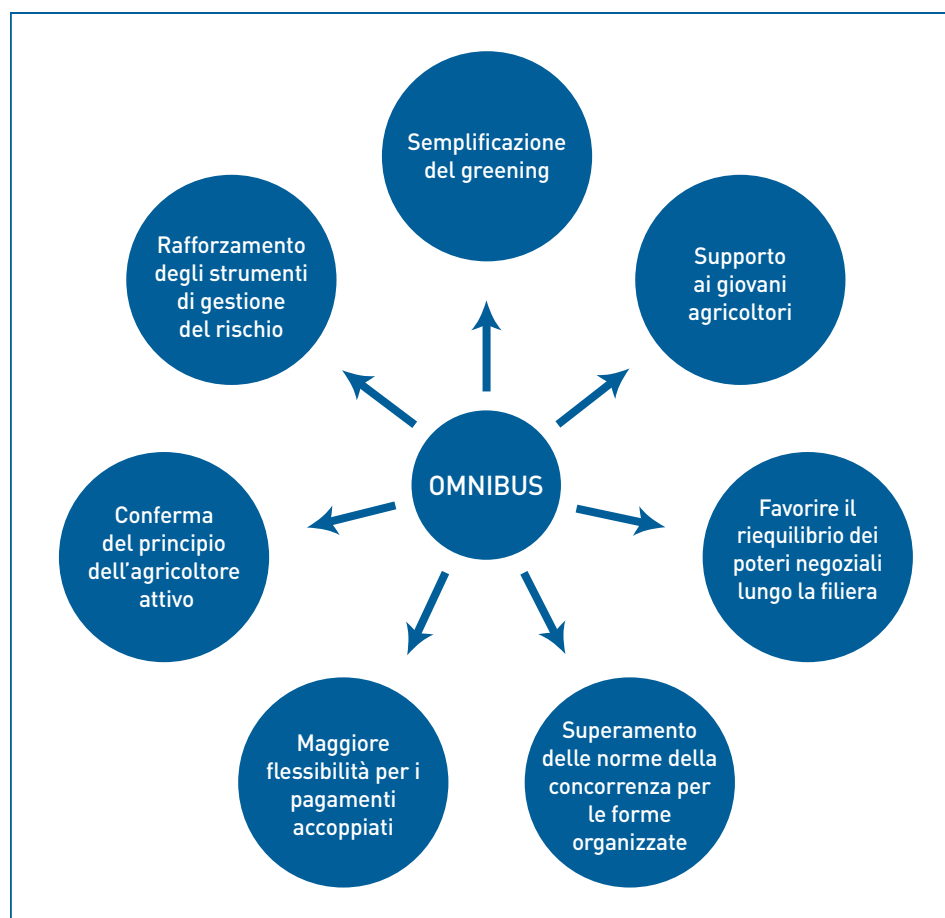 Semplificazione
del greening
Rafforzamento
degli strumenti
di gestione
del rischio
Supporto
ai giovani
agricoltori
OMNIBUS
Conferma
del principio
dell'agricoltore
attivo
Favorire il
riequilibrio dei
poteri negoziali
lungo la filiera
Maggiore
flessibilità per i
pagamenti
accoppiati
Superamento
delle norme della
concorrenza per
le forme
organizzate